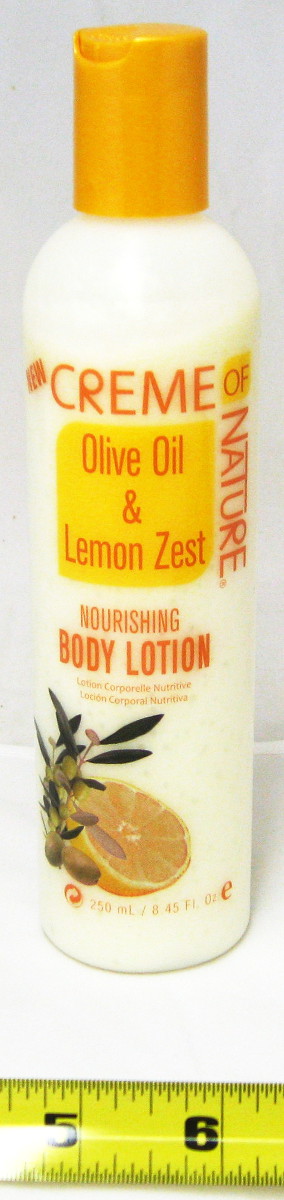 NEW
CREME OF
NATURE®
Olive Oil
&
Lemon Zest
NOURISHING
BODY LOTION
Lotion Corporelle Nutritive
Loción Corporal Nutritiva
250 mL / 8 45 Fl. Oz. e
5 6